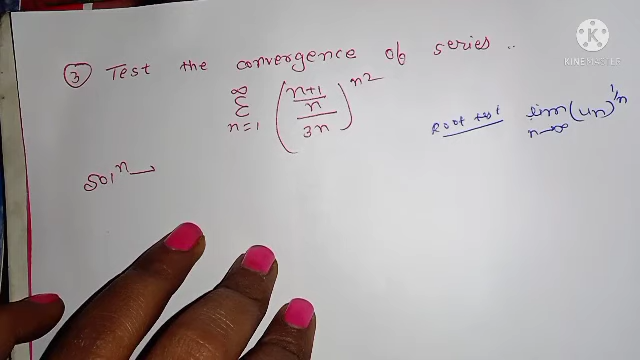 ③ Test the convergence of series..
∞ Σ n=1 ( (n+1)/n / 3n )^n2
Root test lim n→∞ (un)^1/n
Solⁿ→
KINEMASTER